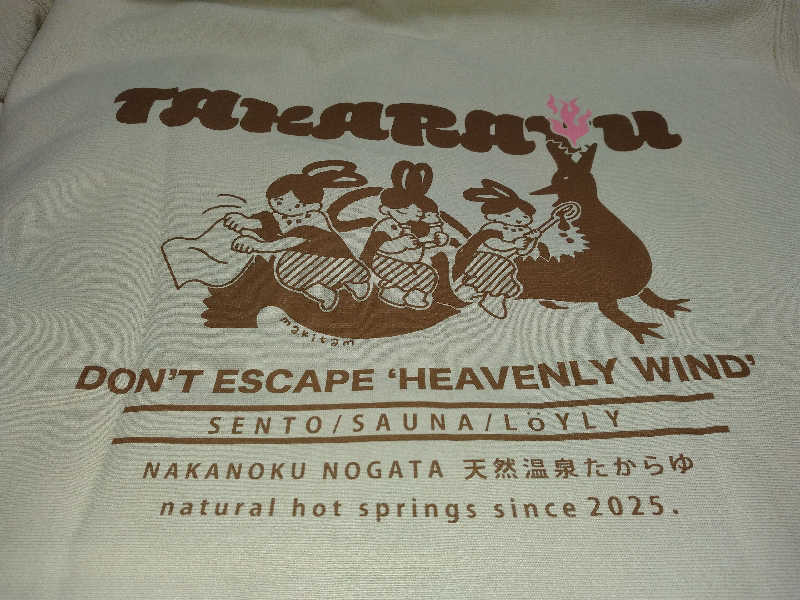 TAKARAYU
makitam
DON'T ESCAPE 'HEAVENLY WIND'
SENTO/SAUNA/LöYLY
NAKANOKU NOGATA 天然温泉たからゆ
natural hot springs since 2025.